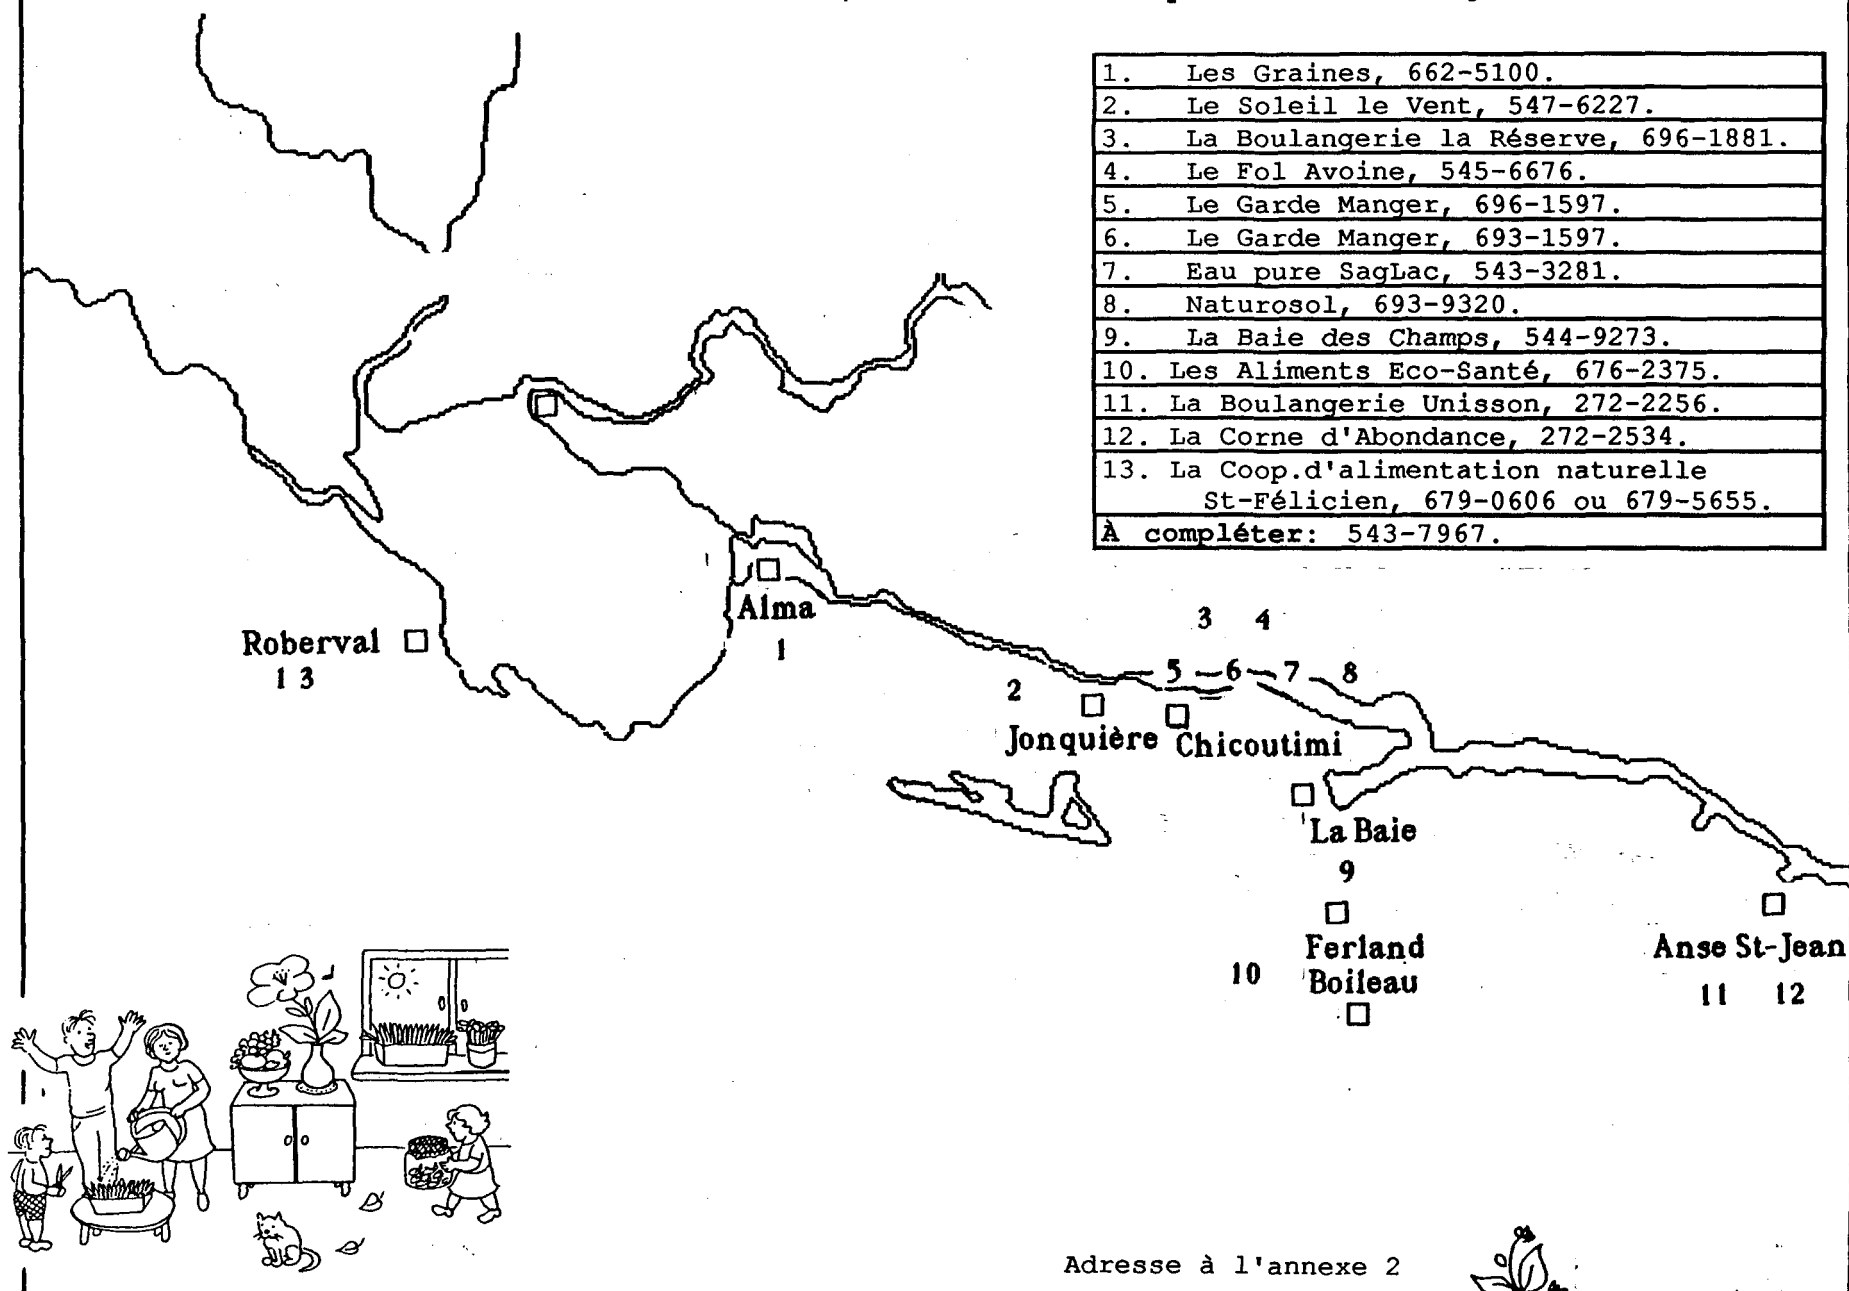 1. Les Graines, 662-5100.
2. Le Soleil le Vent, 547-6227.
3. La Boulangerie la Réserve, 696-1881.
4. Le Fol Avoine, 545-6676.
5. Le Garde Manger, 696-1597.
6. Le Garde Manger, 693-1597.
7. Eau pure SagLac, 543-3281.
8. Naturosol, 693-9320.
9. La Baie des Champs, 544-9273.
10. Les Aliments Eco-Santé, 676-2375.
11. La Boulangerie Unisson, 272-2256.
12. La Corne d'Abondance, 272-2534.
13. La Coop.d'alimentation naturelle
St-Félicien, 679-0606 ou 679-5655.
À compléter: 543-7967.
Alma
1
Roberval
13
3 4
5 6 7 8
2
Jonquière
Chicoutimi
La Baie
9
Ferland
Boileau
10
Anse St-Jean
11 12
Adresse à l'annexe 2